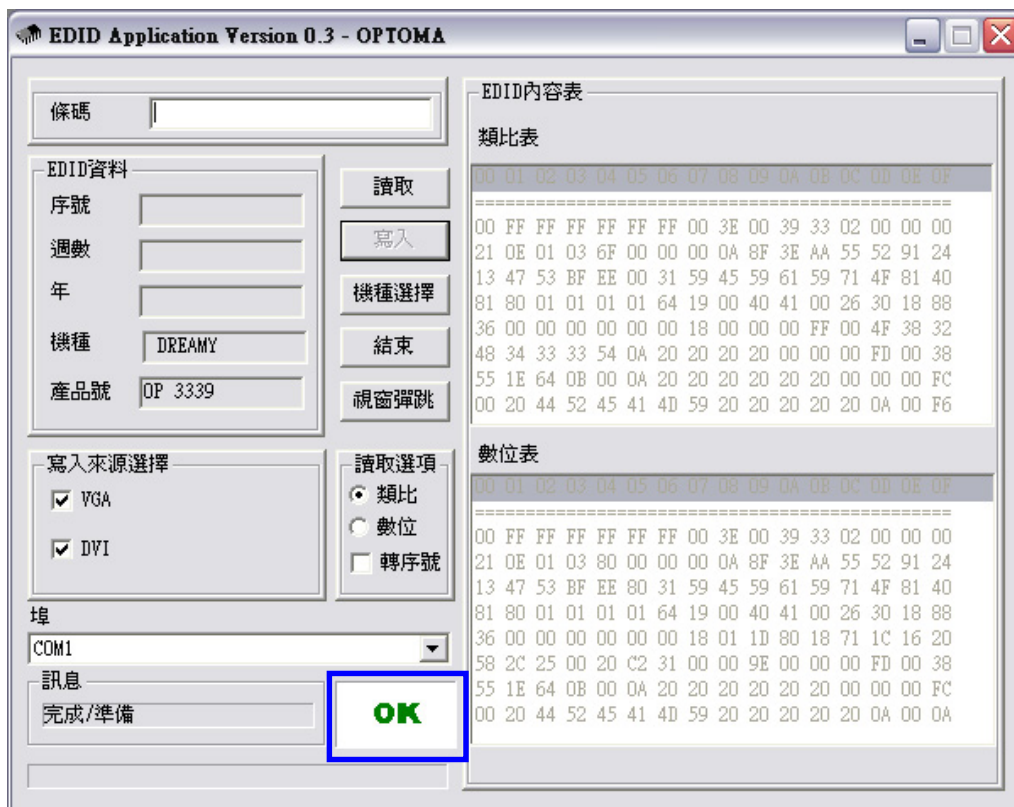 EDID Application Version 0.3 - OPTOMA
條碼
EDID資料
序號
週數
年
機種 DREAMY
產品號 OP 3339
讀取
寫入
機種選擇
結束
視窗彈跳
寫入來源選擇
VGA
DVI
讀取選項
類比
數位
轉序號
埠
COM1
訊息
完成/準備
OK
EDID內容表
類比表
00 01 02 03 04 05 06 07 08 09 0A 0B 0C 0D 0E 0F
===================================================
00 FF FF FF FF FF FF 00 3E 00 39 33 02 00 00 00
21 0E 01 03 6F 00 00 00 0A 8F 3E AA 55 52 91 24
13 47 53 BF EE 00 31 59 45 59 61 59 71 4F 81 40
81 80 01 01 01 01 64 19 00 40 41 00 26 30 18 88
36 00 00 00 00 00 00 18 00 00 00 FF 00 4F 38 32
48 34 33 33 54 0A 20 20 20 20 00 00 00 FD 00 38
55 1E 64 0B 00 0A 20 20 20 20 20 20 00 00 00 FC
00 20 44 52 45 41 4D 59 20 20 20 20 20 0A 00 F6
數位表
00 01 02 03 04 05 06 07 08 09 0A 0B 0C 0D 0E 0F
===================================================
00 FF FF FF FF FF FF 00 3E 00 39 33 02 00 00 00
21 0E 01 03 80 00 00 00 0A 8F 3E AA 55 52 91 24
13 47 53 BF EE 80 31 59 45 59 61 59 71 4F 81 40
81 80 01 01 01 01 64 19 00 40 41 00 26 30 18 88
36 00 00 00 00 00 00 18 01 1D 80 18 71 1C 16 20
58 2C 25 00 20 C2 31 00 00 9E 00 00 00 FD 00 38
55 1E 64 0B 00 0A 20 20 20 20 20 20 00 00 00 FC
00 20 44 52 45 41 4D 59 20 20 20 20 20 0A 00 0A